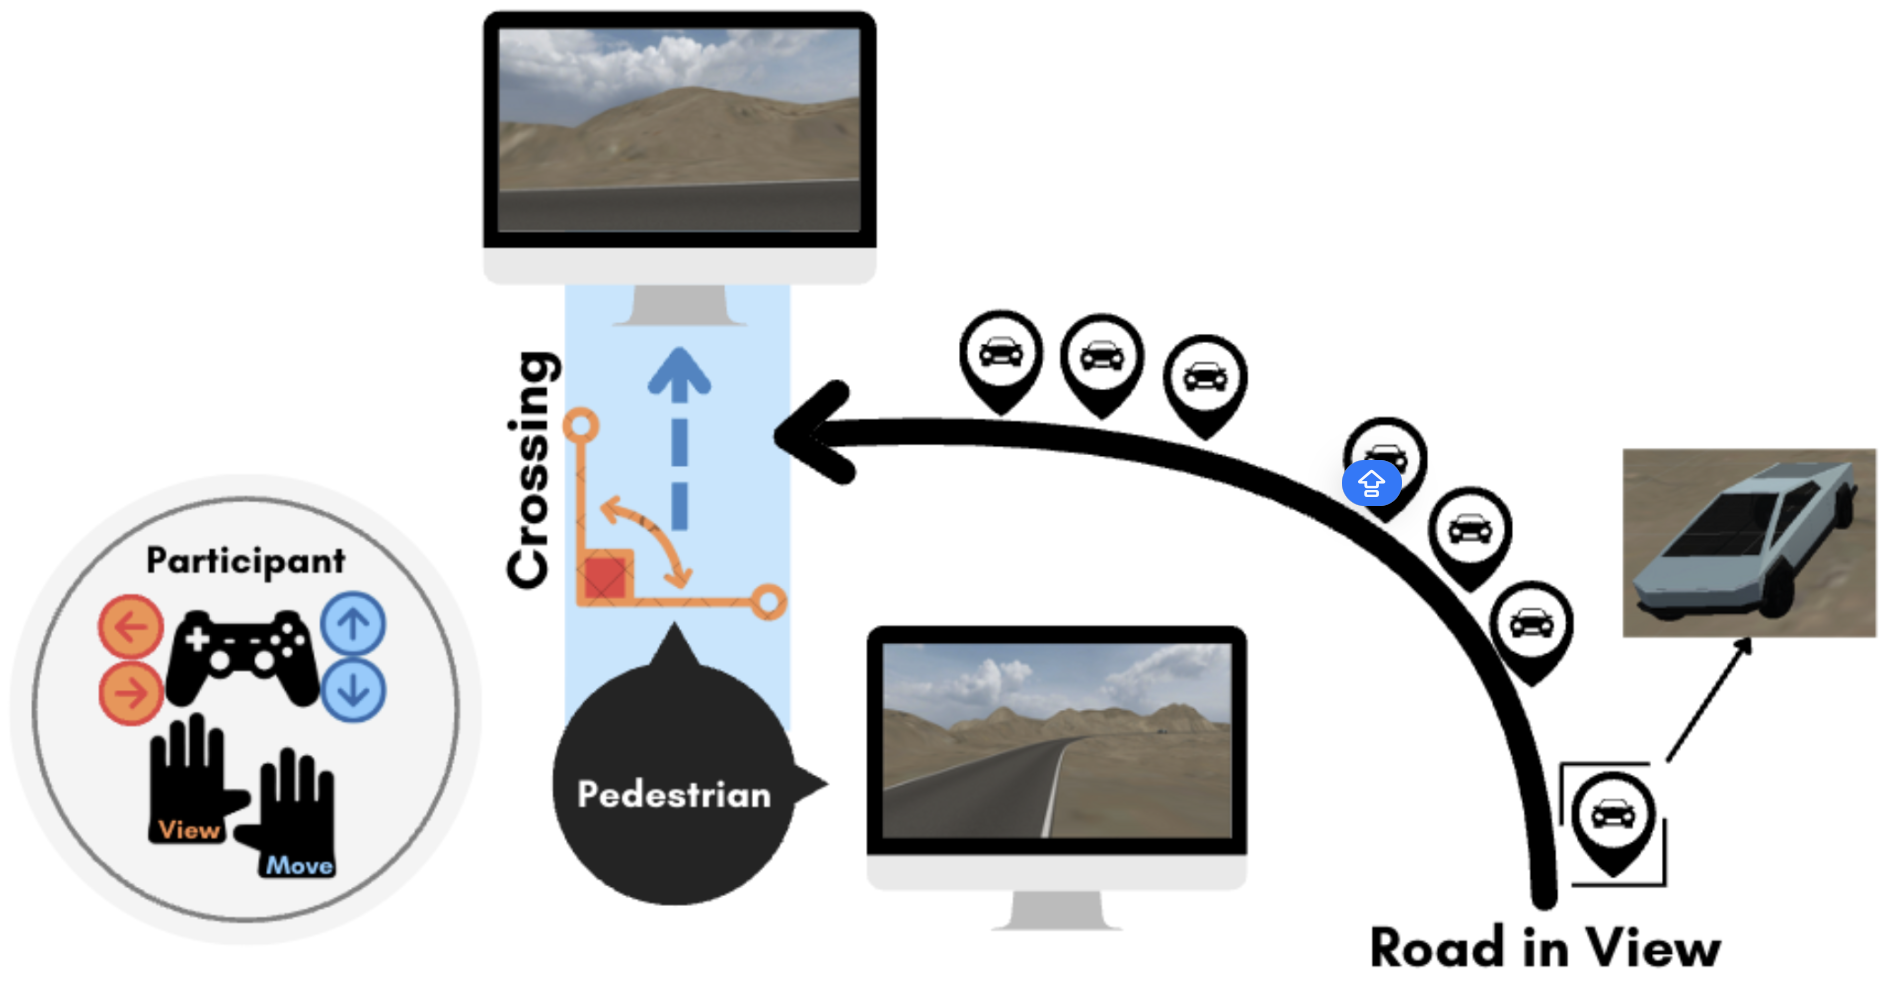 Crossing
Participant
View
Move
Pedestrian
Road in View